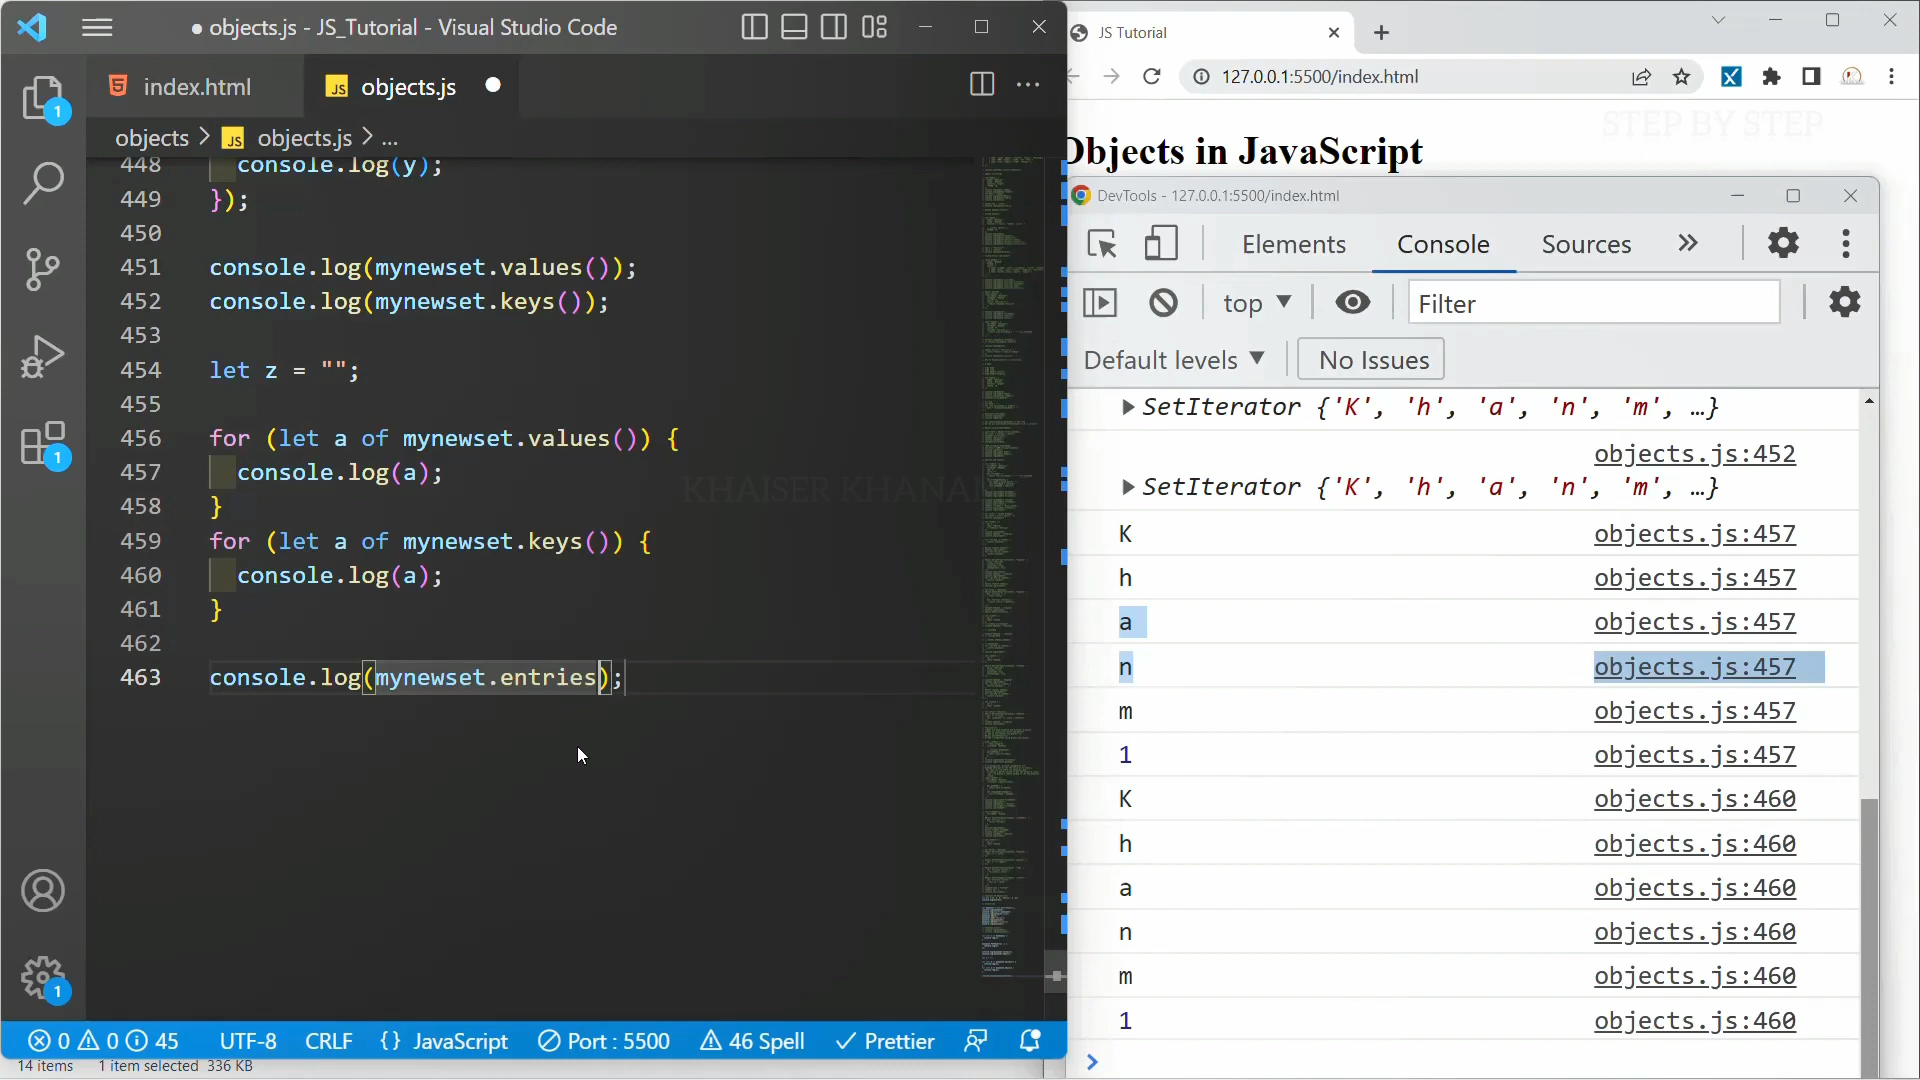 objects.js - JS_Tutorial - Visual Studio Code
index.html
JS objects.js
objects > JS objects.js > ...
448 console.log(y);
449 });
450
451 console.log(mynewset.values());
452 console.log(mynewset.keys());
453
454 let z = "";
455
456 for (let a of mynewset.values()) {
457 console.log(a);
458 }
459 for (let a of mynewset.keys()) {
460 console.log(a);
461 }
462
463 console.log(mynewset.entries);
KHAISER KHANAM
1
1
1
0 0 45 UTF-8 CRLF {} JavaScript Port : 5500 46 Spell Prettier
14 items 1 item selected 336 KB
JS Tutorial
127.0.0.1:5500/index.html
STEP BY STEP
Objects in JavaScript
DevTools - 127.0.0.1:5500/index.html
Elements Console Sources »
top Filter
Default levels No Issues
SetIterator {'K', 'h', 'a', 'n', 'm', …}
objects.js:452
SetIterator {'K', 'h', 'a', 'n', 'm', …}
K objects.js:457
h objects.js:457
a objects.js:457
n objects.js:457
m objects.js:457
1 objects.js:457
K objects.js:460
h objects.js:460
a objects.js:460
n objects.js:460
m objects.js:460
1 objects.js:460
>